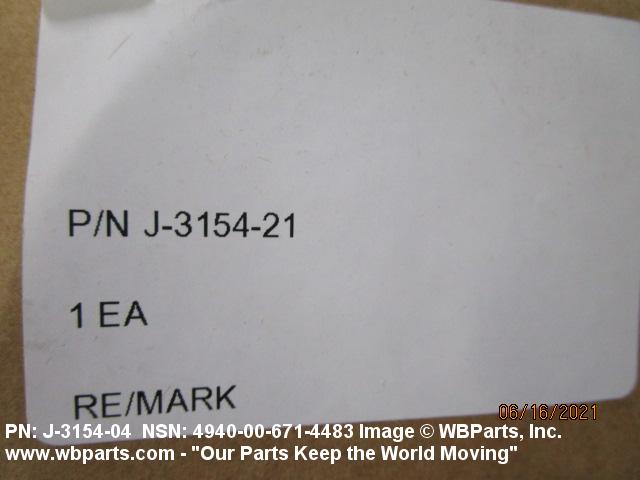 P/N J-3154-21
1 EA
RE/MARK
06/16/2021
PN: J-3154-04  NSN: 4940-00-671-4483 Image © WBParts, Inc.
www.wbparts.com - "Our Parts Keep the World Moving"